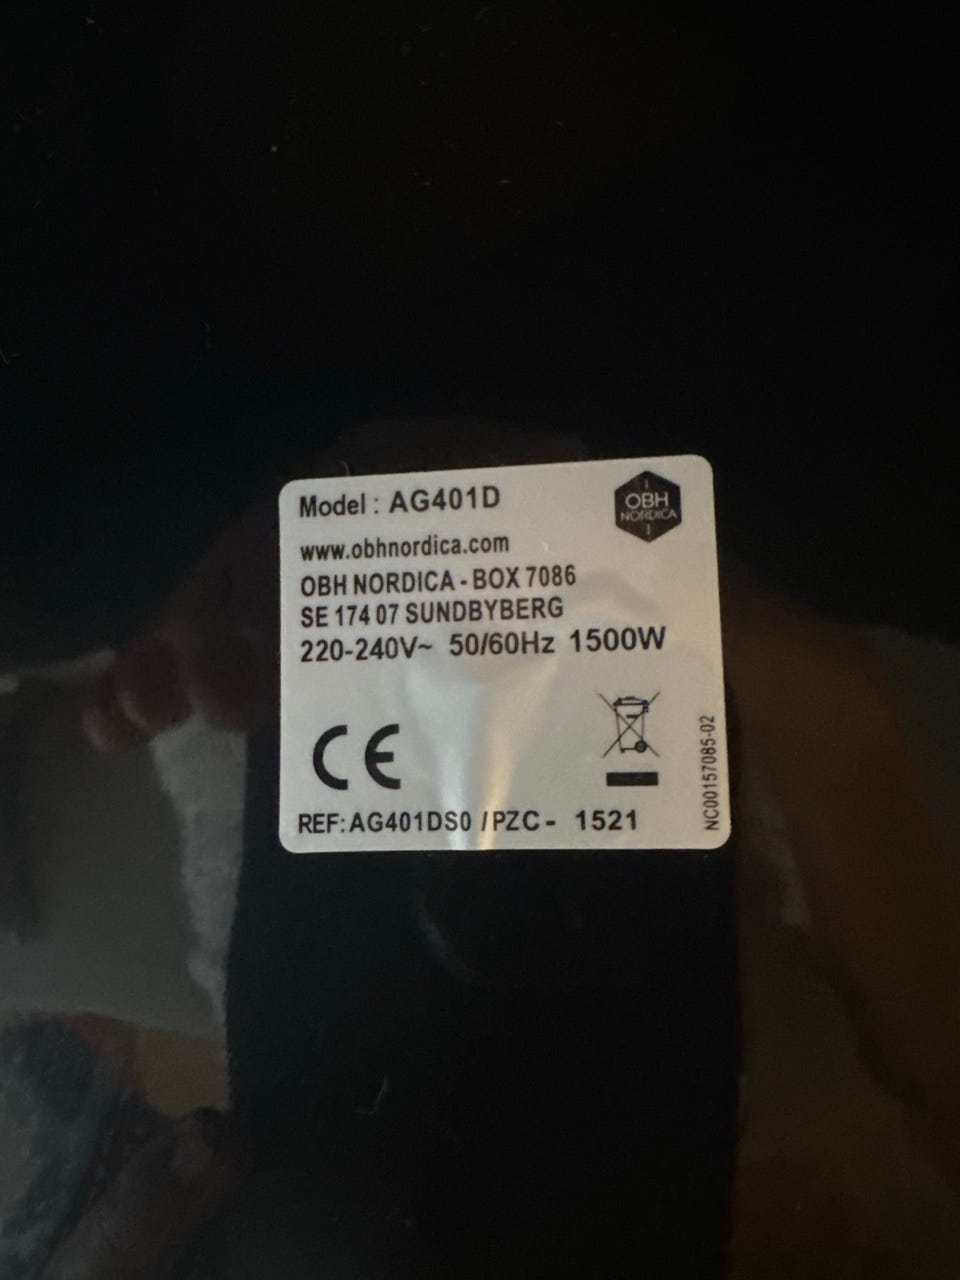 Model : AG401D
OBH
NORDICA
www.obhnordica.com
OBH NORDICA - BOX 7086
SE 174 07 SUNDBYBERG
220-240V~ 50/60Hz 1500W
CE
REF: AG401DS0 / PZC - 1521
NC00157085-02